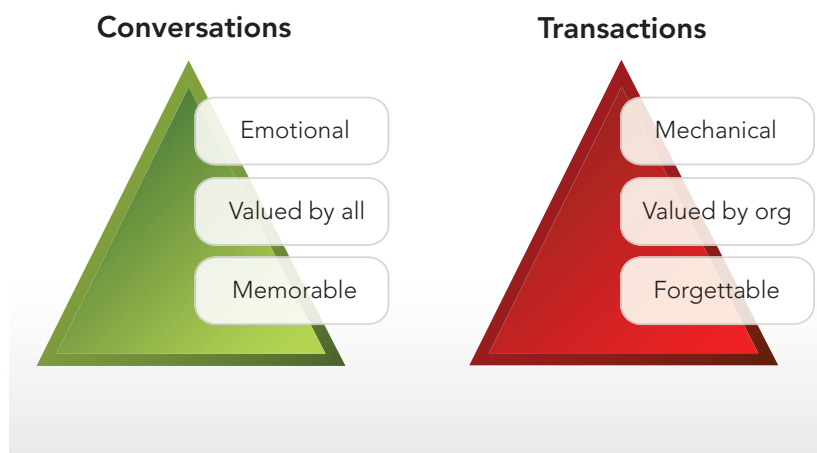 Conversations
Emotional
Valued by all
Memorable
Transactions
Mechanical
Valued by org
Forgettable